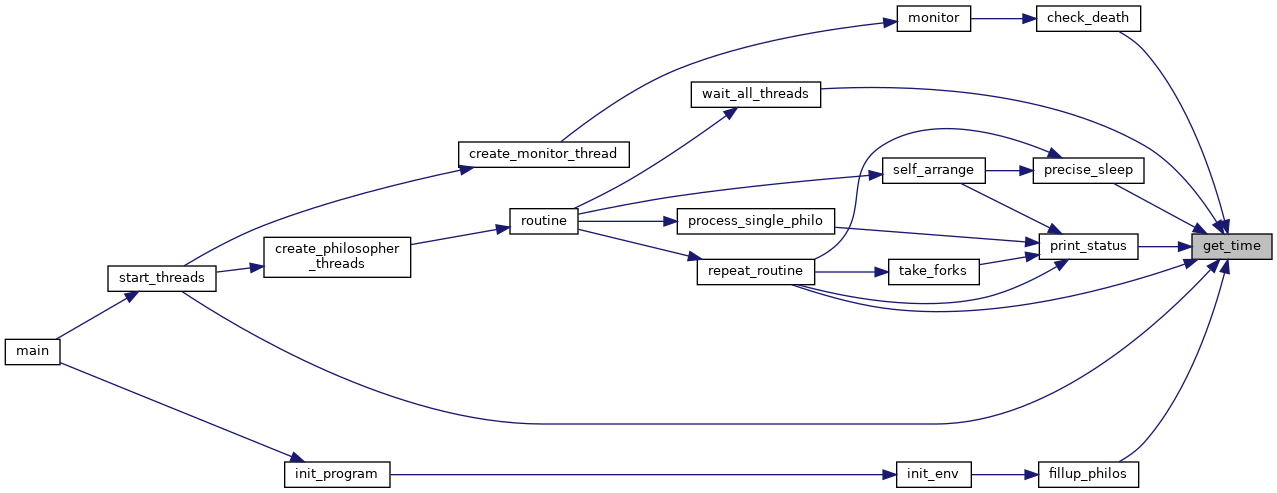 monitor
check_death
wait_all_threads
create_monitor_thread
self_arrange
precise_sleep
routine
process_single_philo
create_philosopher
_threads
print_status
get_time
start_threads
repeat_routine
take_forks
main
init_program
init_env
fillup_philos